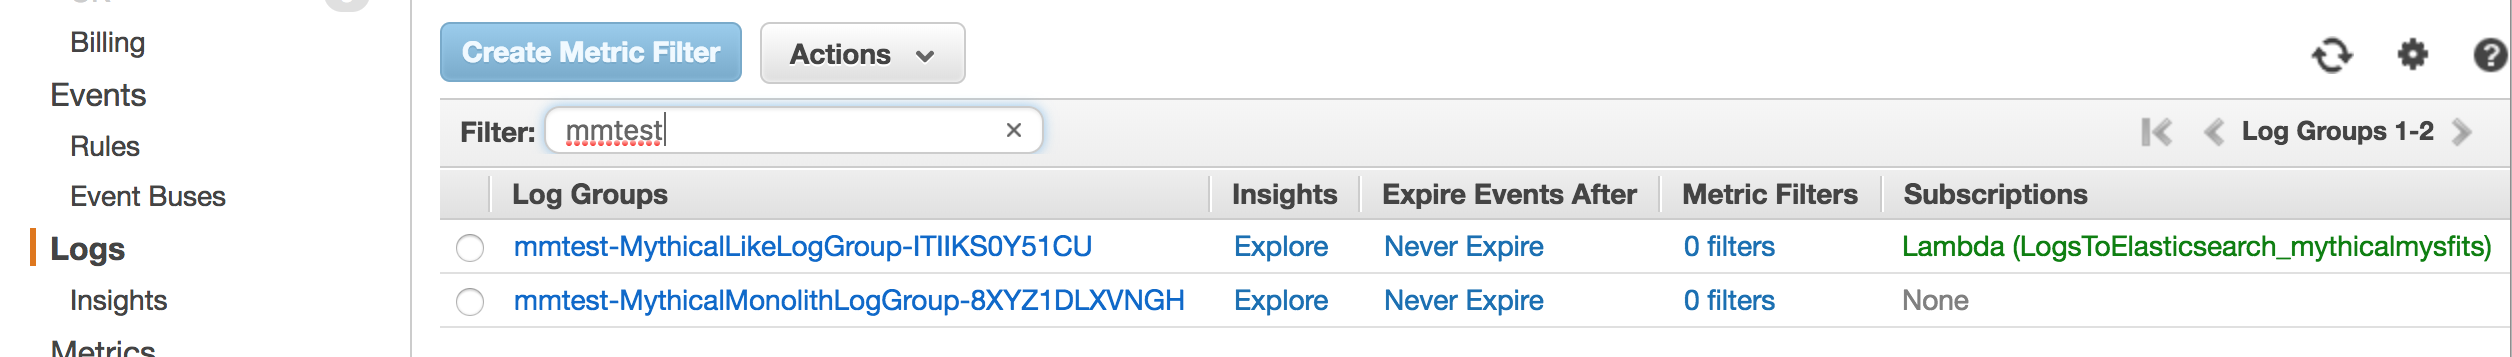 Billing
Events
Rules
Event Buses
Logs
Insights
Metrics
Create Metric Filter
Actions
Filter: mmtest
Log Groups 1-2
Log Groups Insights Expire Events After Metric Filters Subscriptions
mmtest-MythicalLikeLogGroup-ITIIKS0Y51CU Explore Never Expire 0 filters Lambda (LogsToElasticsearch_mythicalmysfits)
mmtest-MythicalMonolithLogGroup-8XYZ1DLXVNGH Explore Never Expire 0 filters None